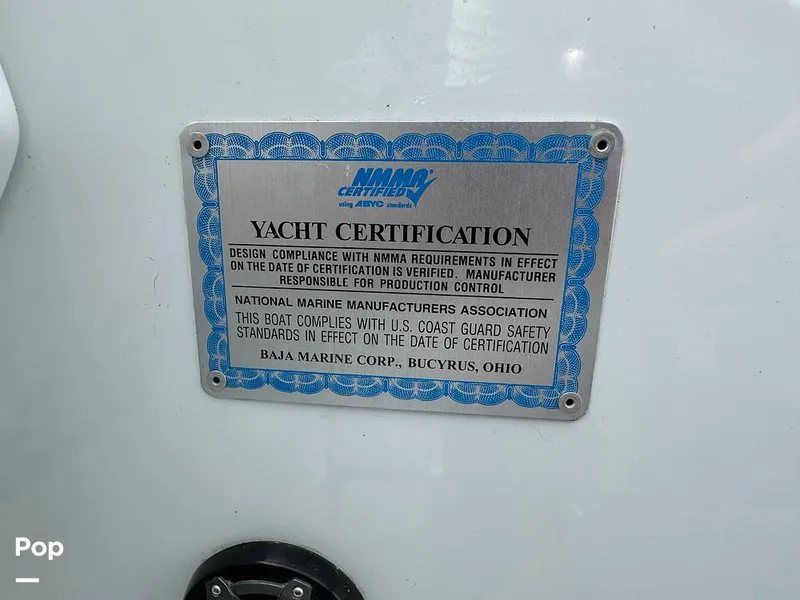 NMMA
CERTIFIED
using ABYC standards
YACHT CERTIFICATION
DESIGN COMPLIANCE WITH NMMA REQUIREMENTS IN EFFECT
ON THE DATE OF CERTIFICATION IS VERIFIED. MANUFACTURER
RESPONSIBLE FOR PRODUCTION CONTROL
NATIONAL MARINE MANUFACTURERS ASSOCIATION
THIS BOAT COMPLIES WITH U.S. COAST GUARD SAFETY
STANDARDS IN EFFECT ON THE DATE OF CERTIFICATION
BAJA MARINE CORP., BUCYRUS, OHIO
Pop